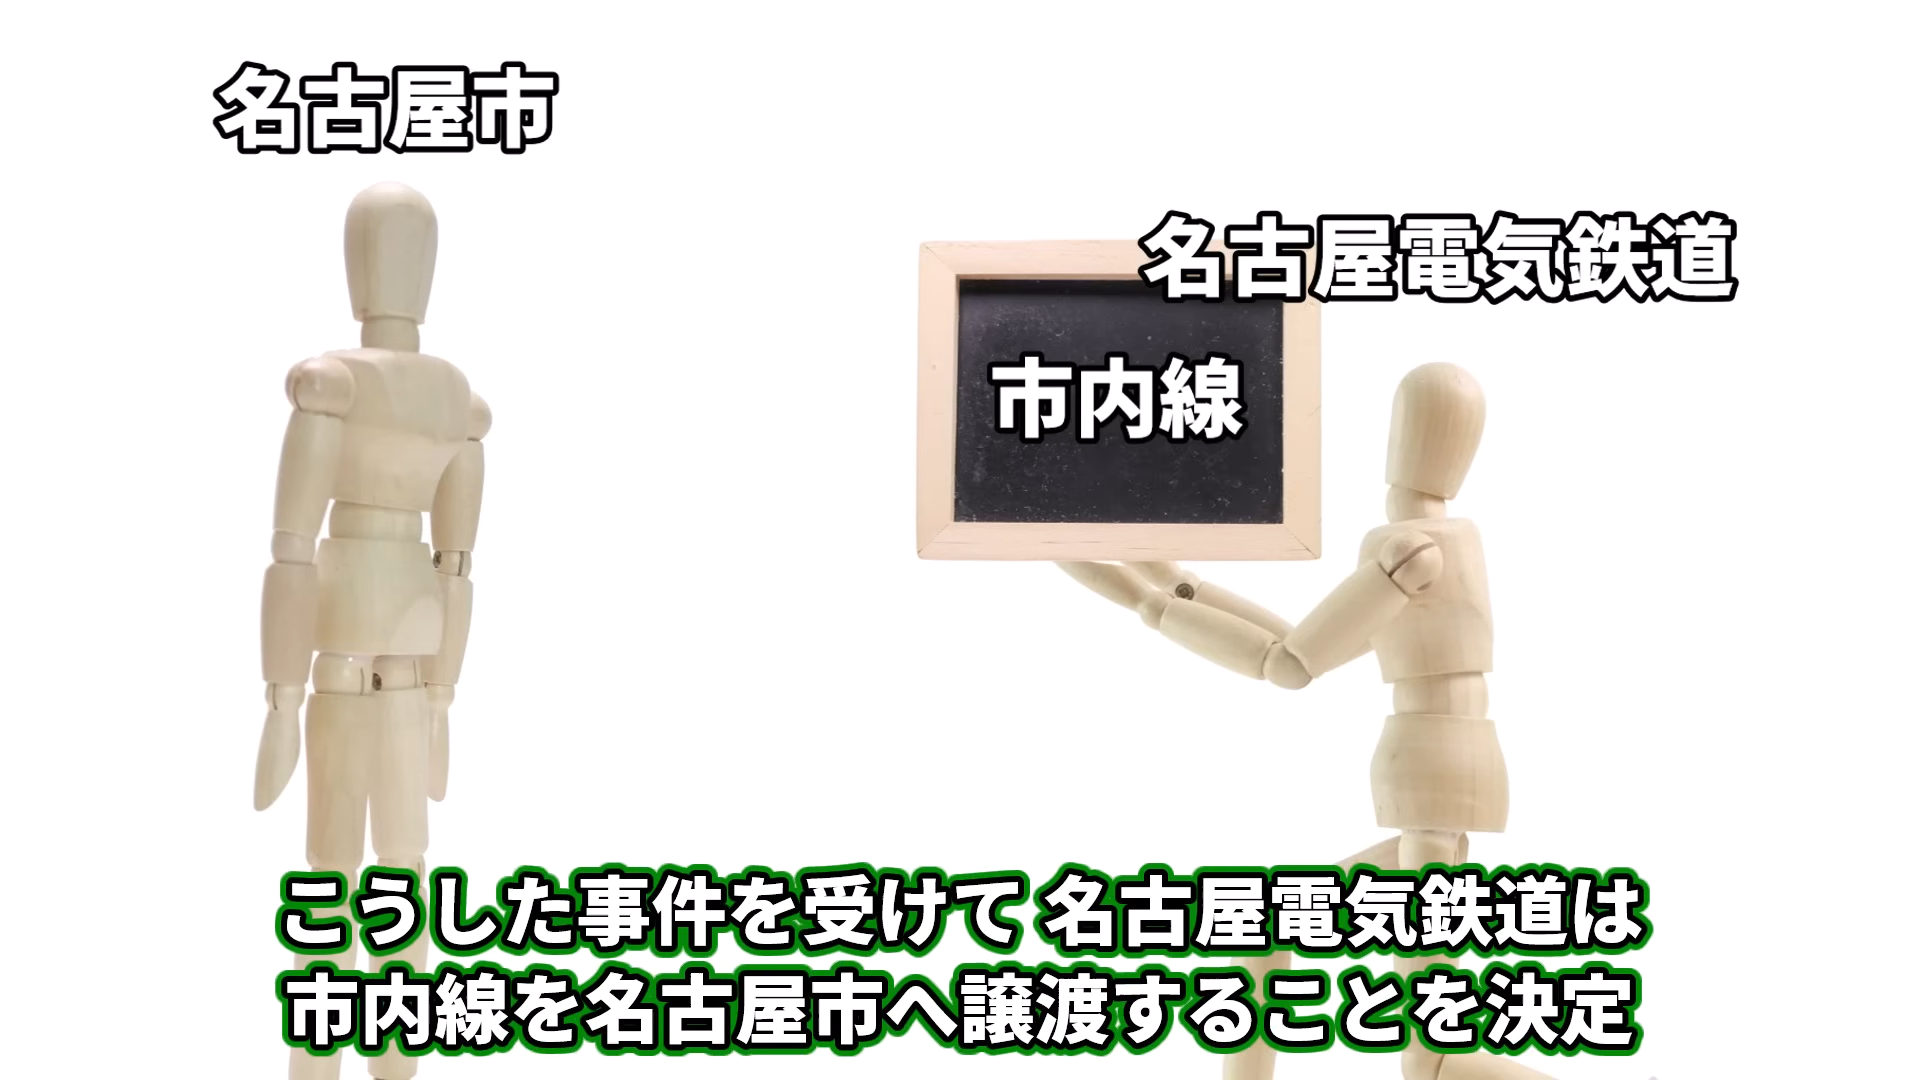 名古屋市
名古屋電気鉄道
市内線
こうした事件を受けて 名古屋電気鉄道は
市内線を名古屋市へ譲渡することを決定